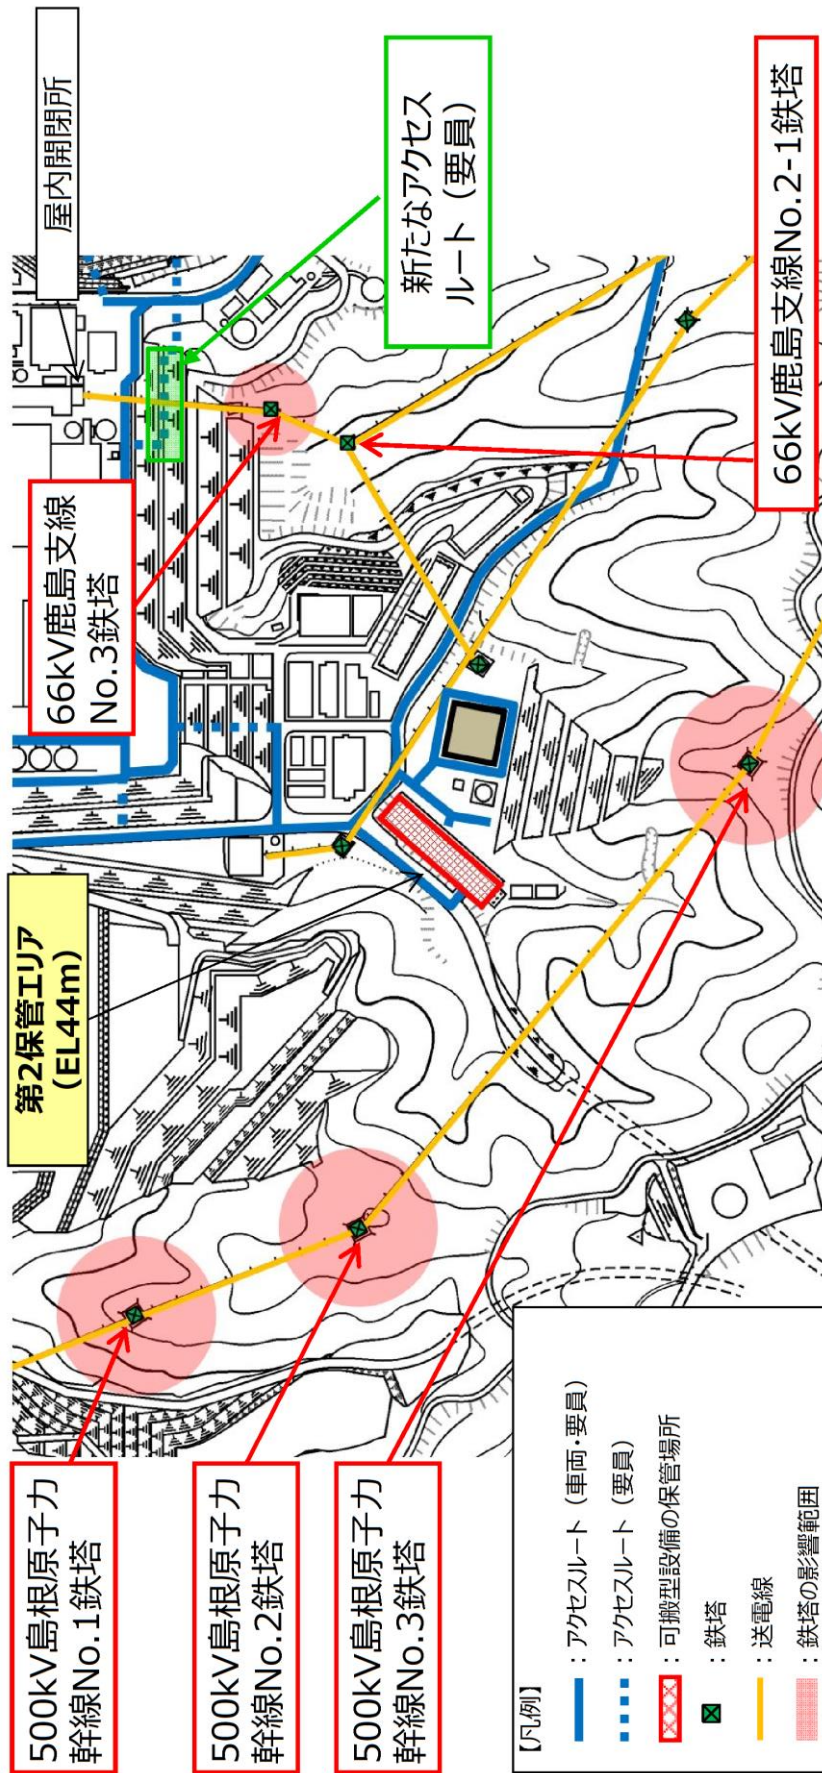 500kV島根原子力
幹線No.1鉄塔
500kV島根原子力
幹線No.2鉄塔
500kV島根原子力
幹線No.3鉄塔
第2保管エリア
(EL44m)
66kV鹿島支線
No.3鉄塔
屋内開閉所
新たなアクセス
ルート（要員）
66kV鹿島支線No.2-1鉄塔
【凡例】
：アクセスルート（車両・要員）
：アクセスルート（要員）
：可搬型設備の保管場所
：鉄塔
：送電線
：鉄塔の影響範囲